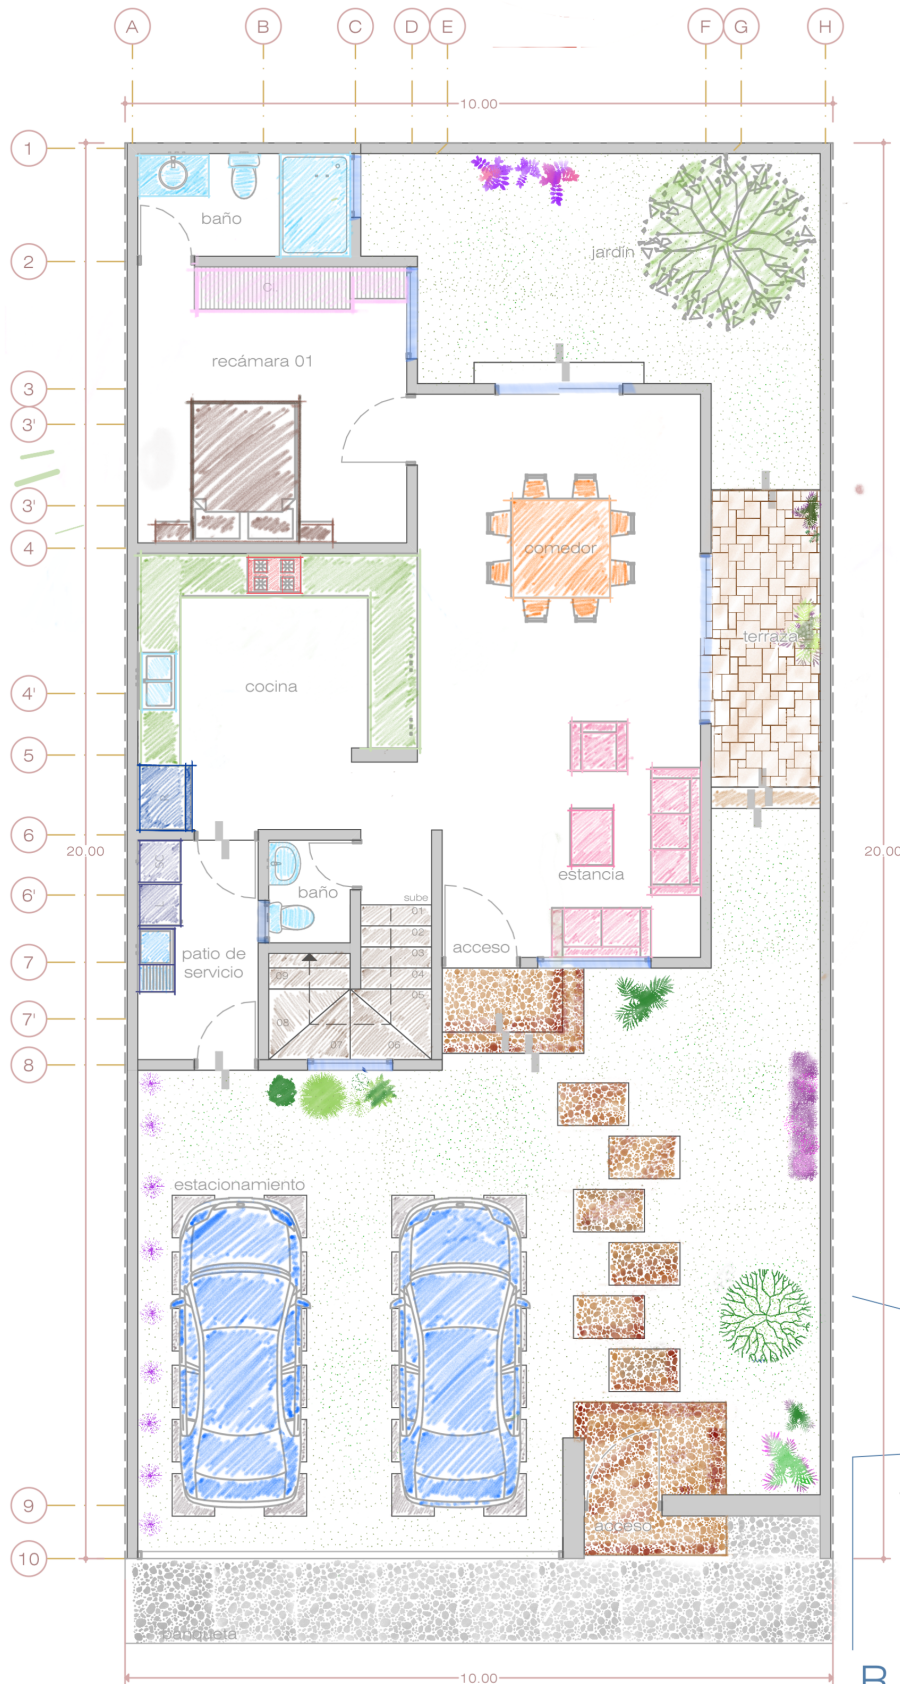 A B C D E F G H
10.00
1
baño
jardín
2
CL
recámara 01
3
3'
3'
4
comedor
terraza
cocina
4'
5
R
6
20.00
20.00
6'
baño
estancia
sube
01
02
acceso
patio de
servicio
7
03
04
09
05
7'
08
07
06
8
estacionamiento
9
acceso
10
banqueta
10.00
B